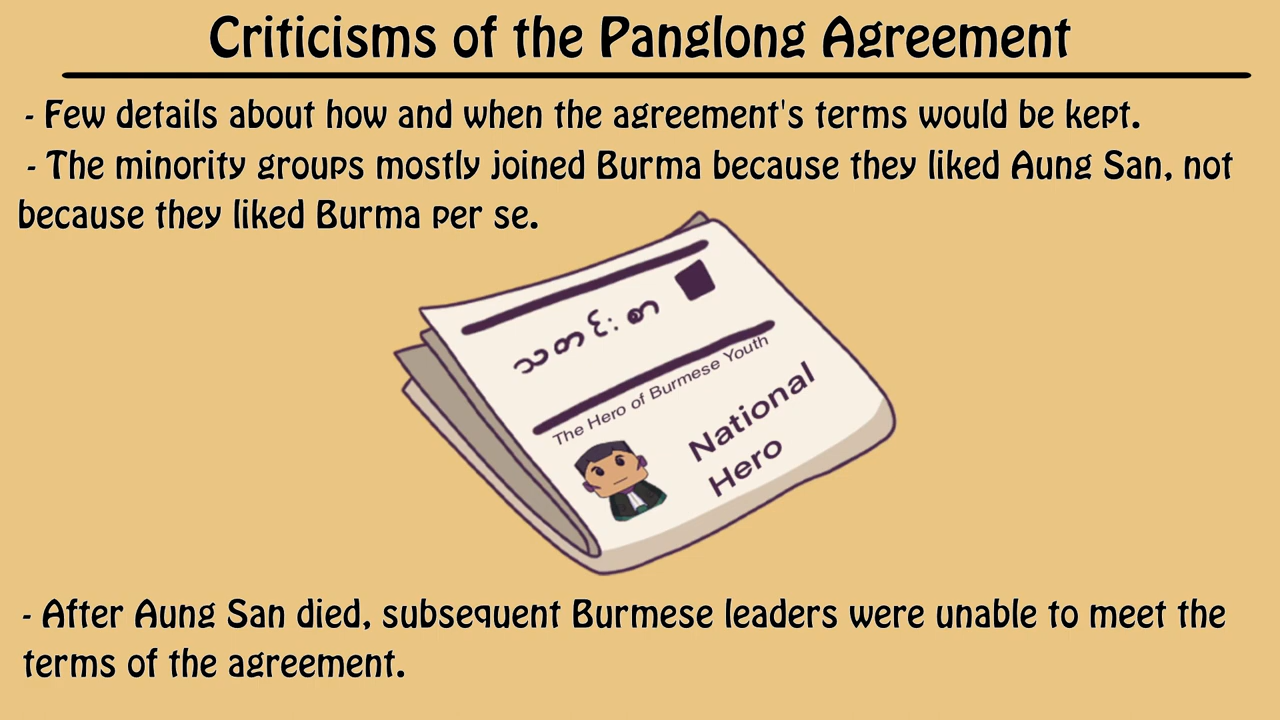 Criticisms of the Panglong Agreement
- Few details about how and when the agreement's terms would be kept.
- The minority groups mostly joined Burma because they liked Aung San, not
because they liked Burma per se.
သတင်းစာ
The Hero of Burmese Youth
National
Hero
- After Aung San died, subsequent Burmese leaders were unable to meet the
terms of the agreement.